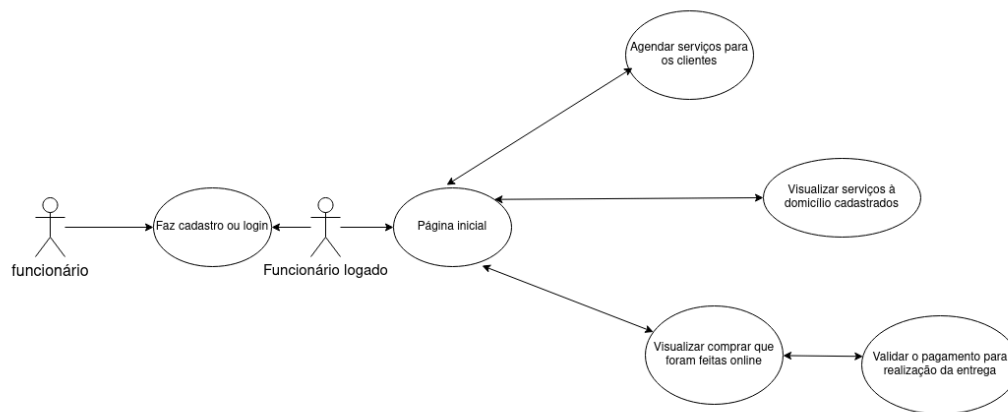 Agendar serviços para
os clientes
Visualizar serviços à
domicílio cadastrados
Faz cadastro ou login
Página inicial
funcionário
Funcionário logado
Visualizar comprar que
foram feitas online
Validar o pagamento para
realização da entrega